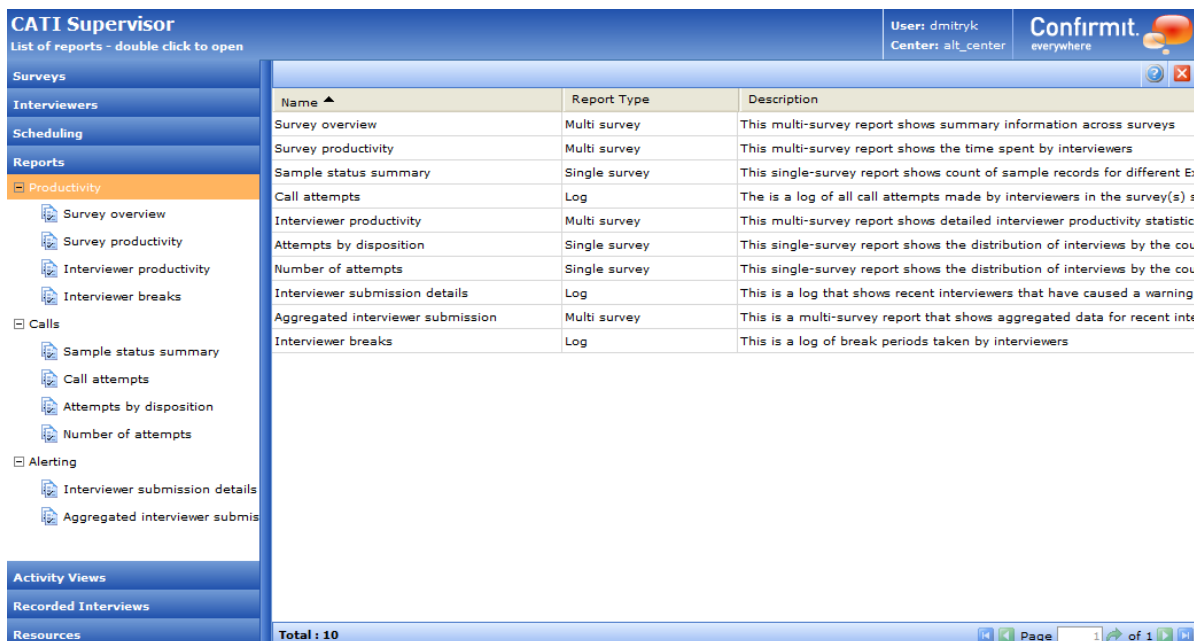 CATI Supervisor
List of reports - double click to open
User: dmitryk
Center: alt_center
Confirmit.
everywhere
Surveys
Interviewers
Scheduling
Reports
Productivity
Survey overview
Survey productivity
Interviewer productivity
Interviewer breaks
Calls
Sample status summary
Call attempts
Attempts by disposition
Number of attempts
Alerting
Interviewer submission details
Aggregated interviewer submis
Activity Views
Recorded Interviews
Resources
Name Report Type Description
Survey overview Multi survey This multi-survey report shows summary information across surveys
Survey productivity Multi survey This multi-survey report shows the time spent by interviewers
Sample status summary Single survey This single-survey report shows count of sample records for different E
Call attempts Log The is a log of all call attempts made by interviewers in the survey(s) s
Interviewer productivity Multi survey This multi-survey report shows detailed interviewer productivity statistic
Attempts by disposition Single survey This single-survey report shows the distribution of interviews by the cou
Number of attempts Single survey This single-survey report shows the distribution of interviews by the cou
Interviewer submission details Log This is a log that shows recent interviewers that have caused a warning
Aggregated interviewer submission Multi survey This is a multi-survey report that shows aggregated data for recent inte
Interviewer breaks Log This is a log of break periods taken by interviewers
Total : 10
Page 1 of 1